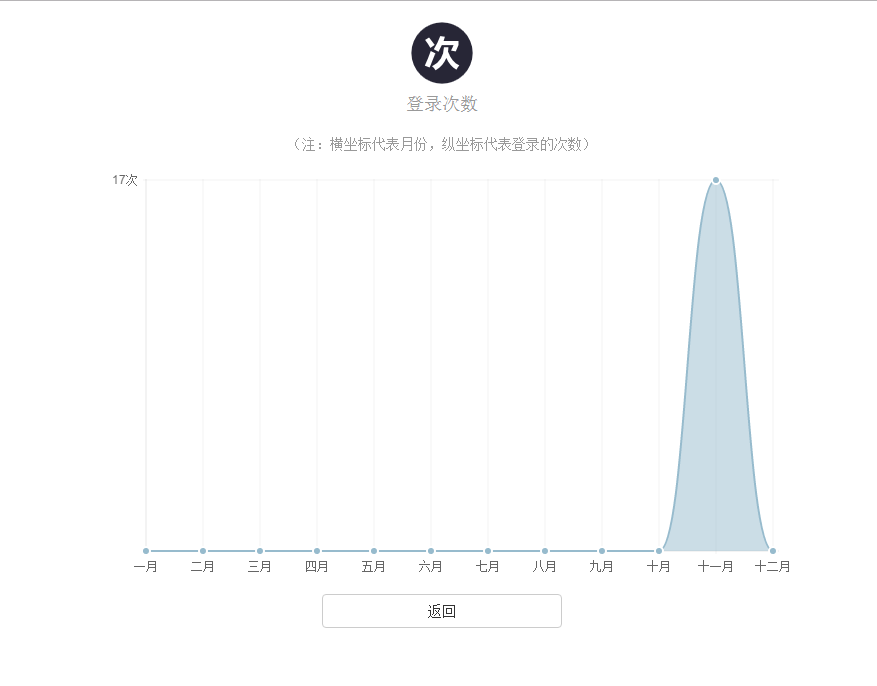 次
登录次数
（注：横坐标代表月份，纵坐标代表登录的次数）
17次
一月 二月 三月 四月 五月 六月 七月 八月 九月 十月 十一月 十二月
返回